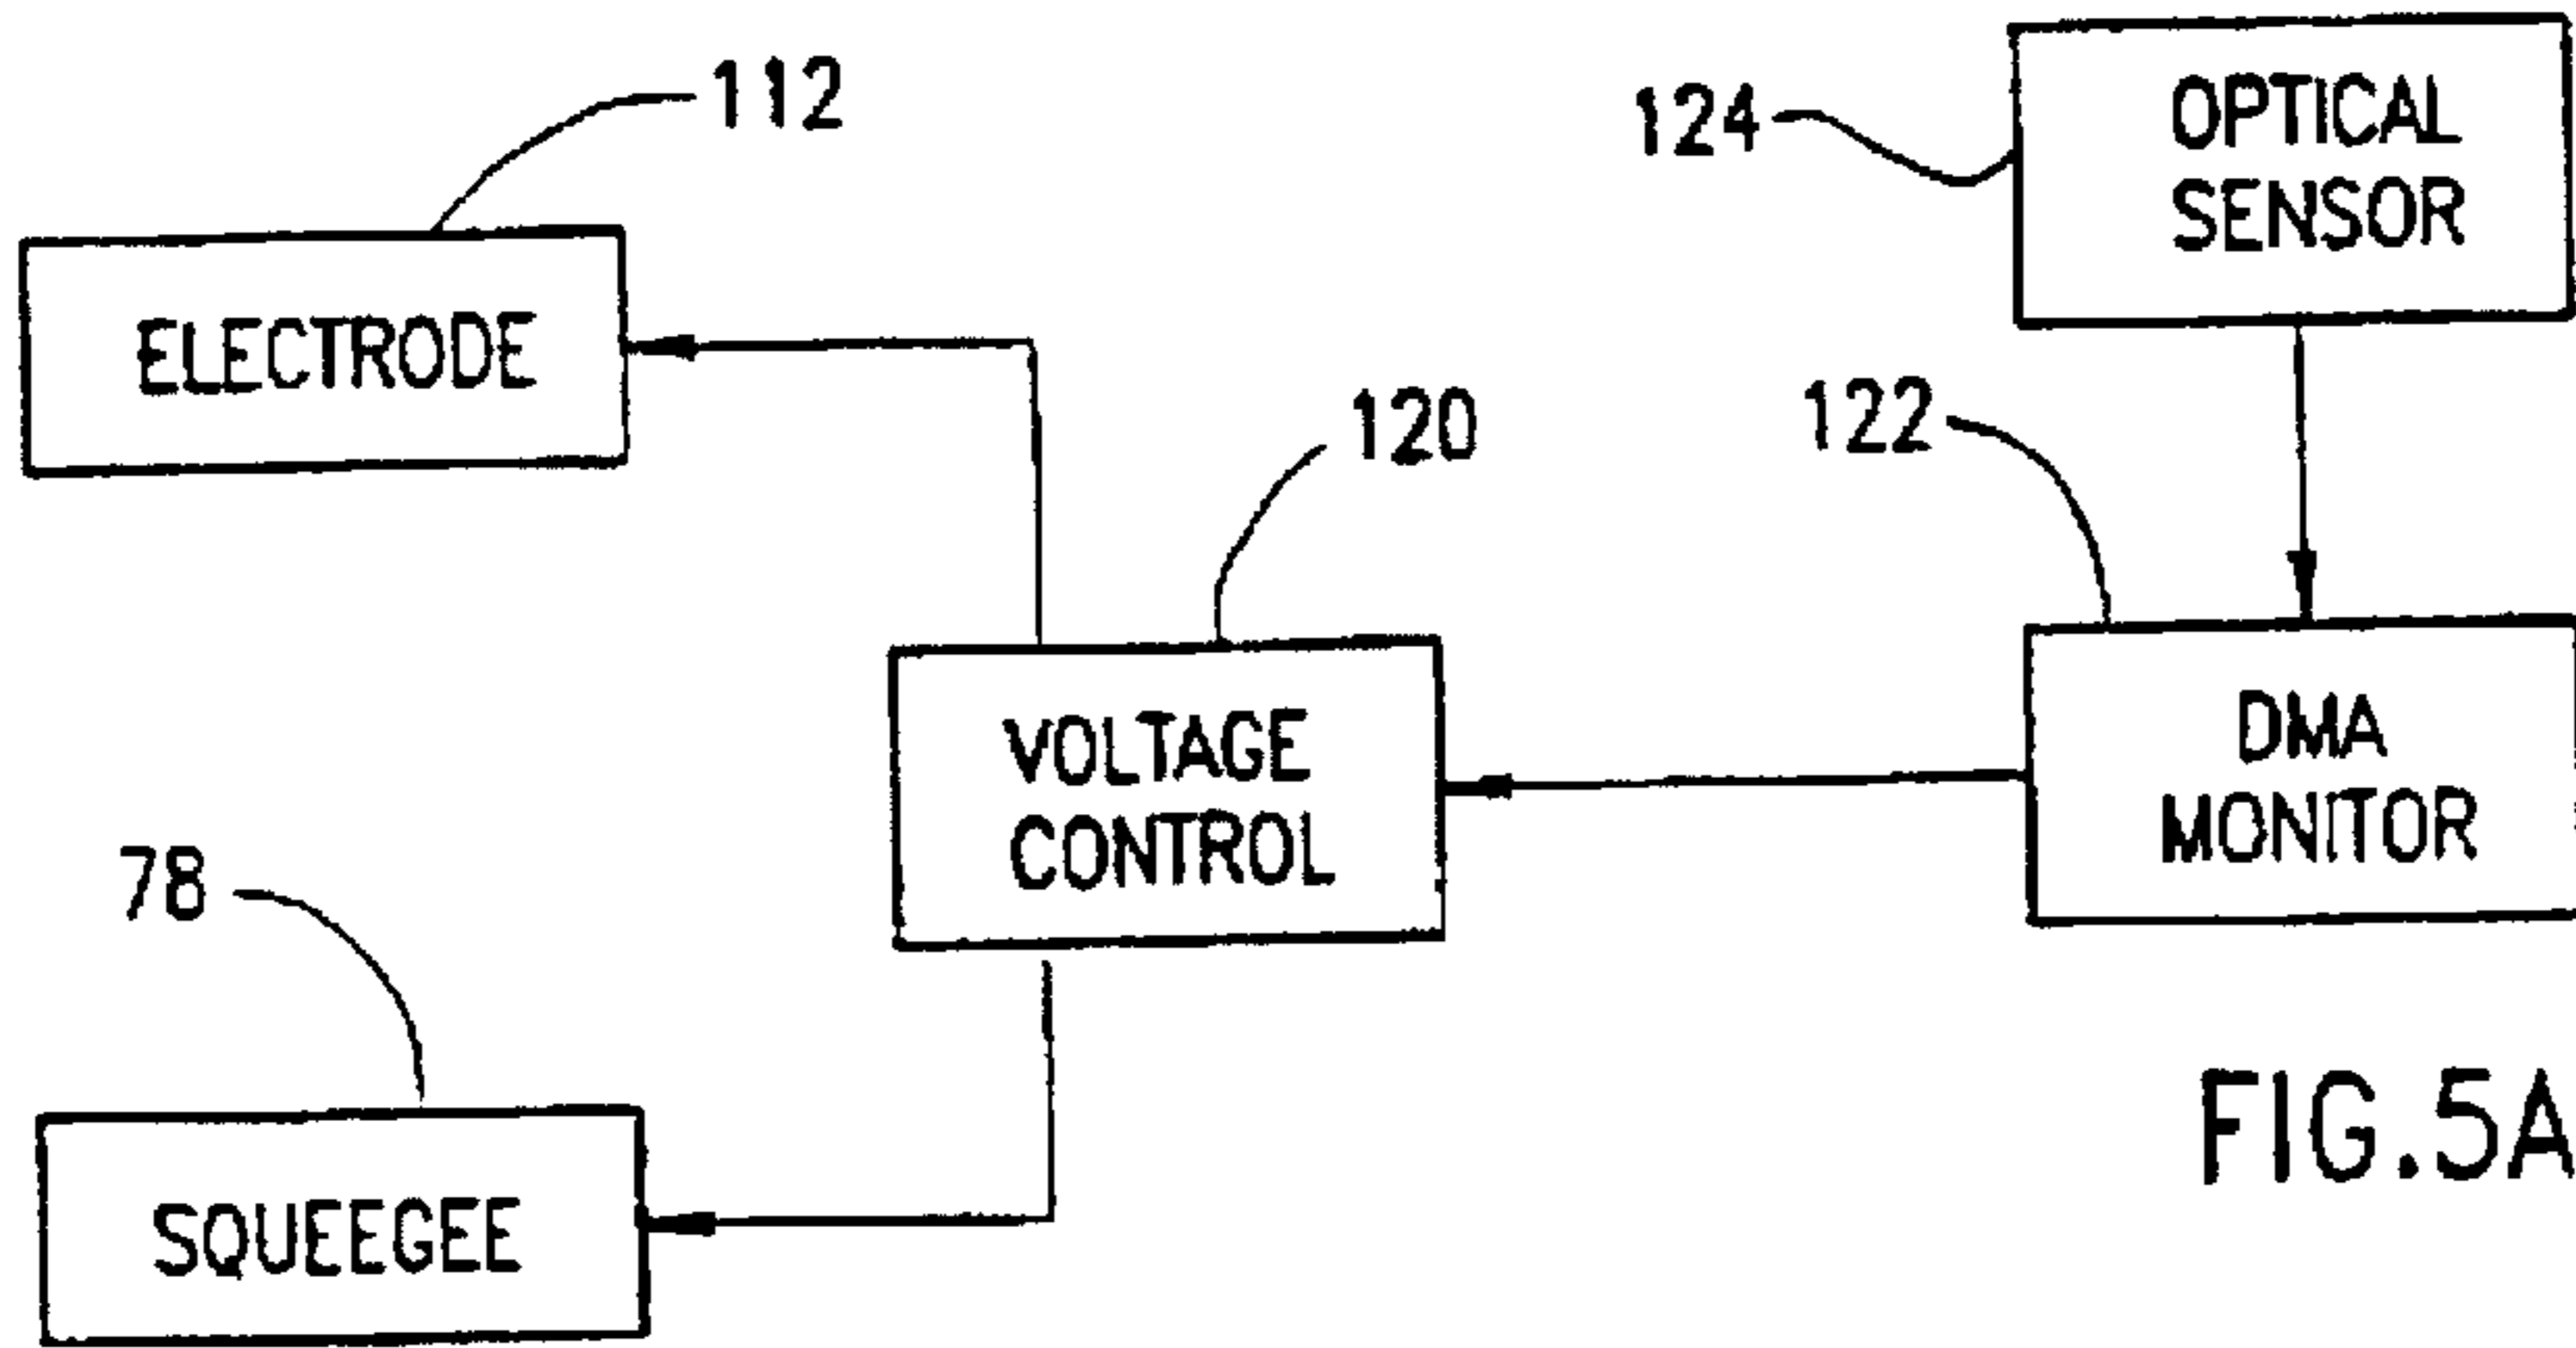 112
124
OPTICAL
SENSOR
ELECTRODE
120
122
VOLTAGE
CONTROL
DMA
MONITOR
78
SQUEEGEE
FIG.5A